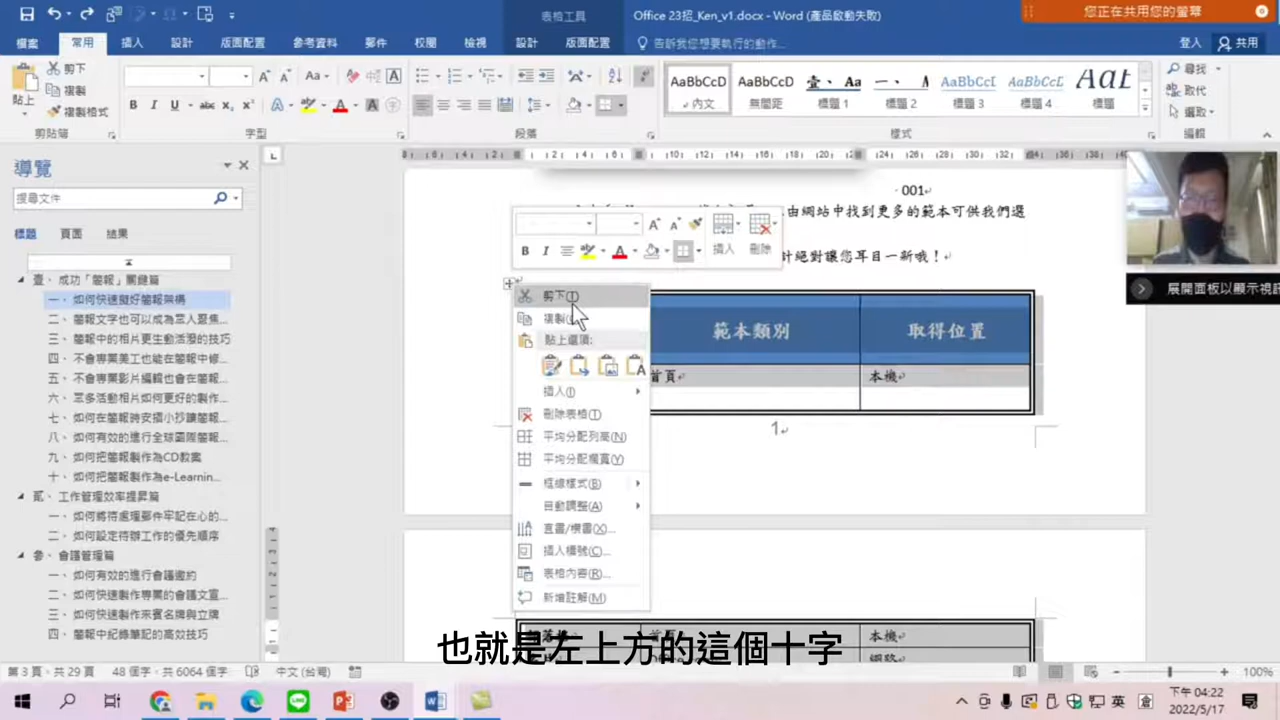 表格工具
Office 23招_Ken_v1.docx - Word (產品啟動失敗)
您正在共用您的螢幕
檔案 常用 插入 設計 版面配置 參考資料 郵件 校閱 檢視 設計 版面配置 告訴我您想要執行的動作... 登入 共用
貼上 剪下 複製 複製格式
剪貼簿 字型 段落 樣式 編輯
AaBbCcD AaBbCcD AaBbCcD AaBbCcD
內文 無間距 標題 1 標題 2 標題 3 標題 4 標題
尋找
取代
選取
導覽
搜尋文件
標題 頁面 結果
壹、 成功「簡報」關鍵篇
一、 如何快速擬好簡報架構
二、 簡報文字也可以成為眾人聚焦...
三、 簡報中的相片更生動活潑的技巧
四、 不會專業美工也能在簡報中修...
五、 不會專業影片編輯也會在簡報...
六、 眾多活動相片如何更好的製作...
七、 如何在簡報時安插小抄讓簡報...
八、 如何有效的進行全球巡迴簡報...
九、 如何把簡報製作為CD教案
十、 如何把簡報製作為e-Learnin...
貳、 工作管理效率提昇篇
一、 如何將待處理郵件牢記在心的...
二、 如何設定待辦工作的優先順序
參、 會議管理篇
一、 如何有效的進行會議邀約
二、 如何快速製作專業的會議文宣...
三、 如何快速製作來賓名牌與立牌
四、 簡報中紀錄筆記的高效技巧
001
由網站中找到更多的範本可供我們選
計絕對讓您耳目一新哦！
插入 刪除
範本類別 取得位置
首頁 本機
1
剪下(T)
複製(C)
貼上選項:
插入(I)
刪除表格(T)
平均分配列高(N)
平均分配欄寬(Y)
框線樣式(B)
自動調整(A)
直書/橫書(X)...
插入標號(C)...
表格內容(R)...
新增註解(M)
首頁 本機
展開面板以顯示視訊
也就是左上方的這個十字
第 3 頁，共 29 頁 48 個字，共 6064 個字 中文 (台灣) 100%
英 下午 04:22
2022/5/17